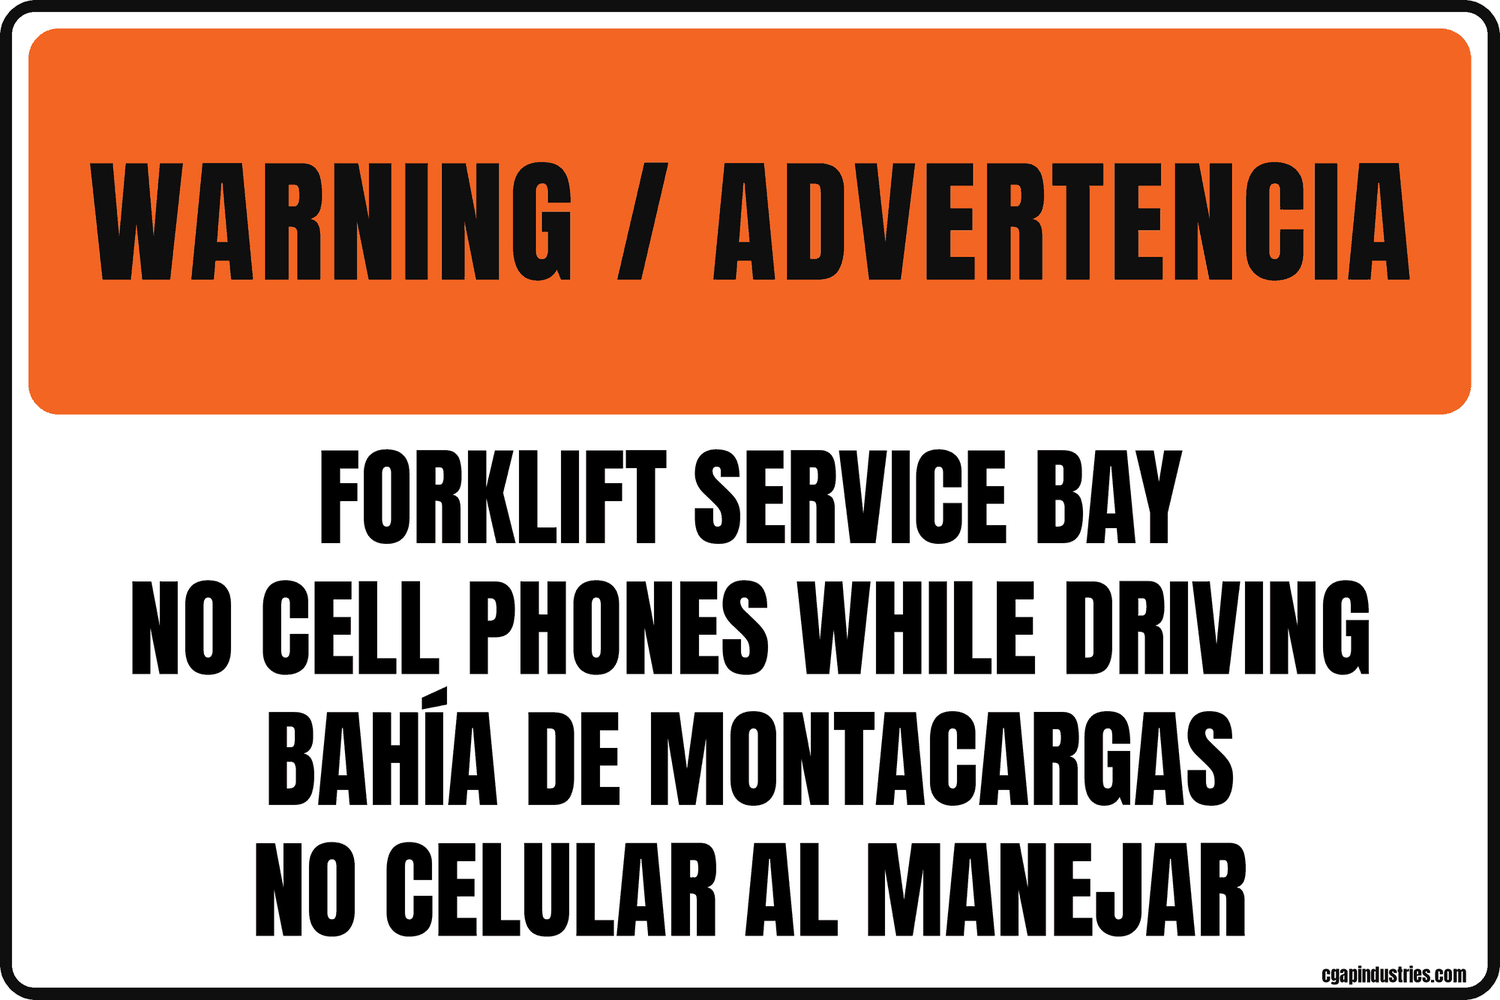 WARNING / ADVERTENCIA
FORKLIFT SERVICE BAY
NO CELL PHONES WHILE DRIVING
BAHÍA DE MONTACARGAS
NO CELULAR AL MANEJAR
cgapindustries.com